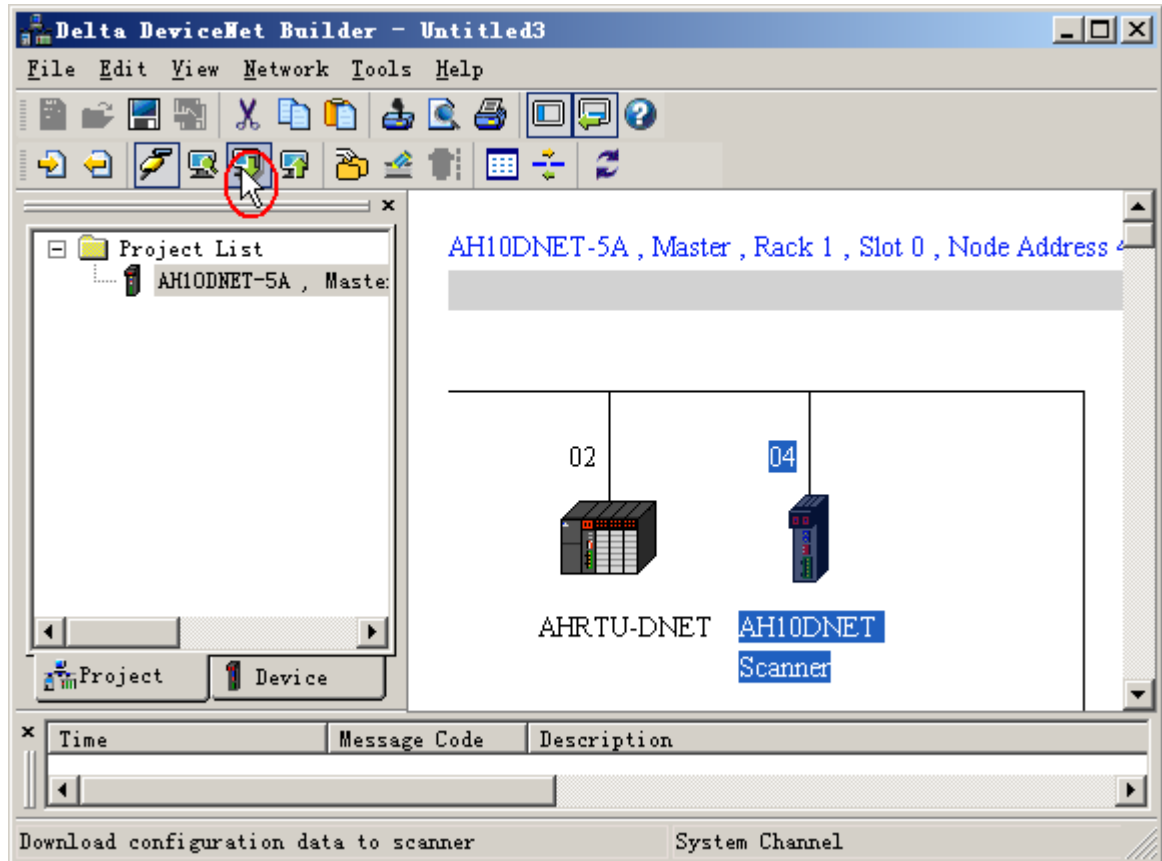 Delta DeviceNet Builder - Untitled3
File Edit View Network Tools Help
Project List
AH10DNET-5A , Master
AH10DNET-5A , Master , Rack 1 , Slot 0 , Node Address 4
02
04
AHRTU-DNET
AH10DNET
Scanner
Project
Device
Time Message Code Description
Download configuration data to scanner System Channel